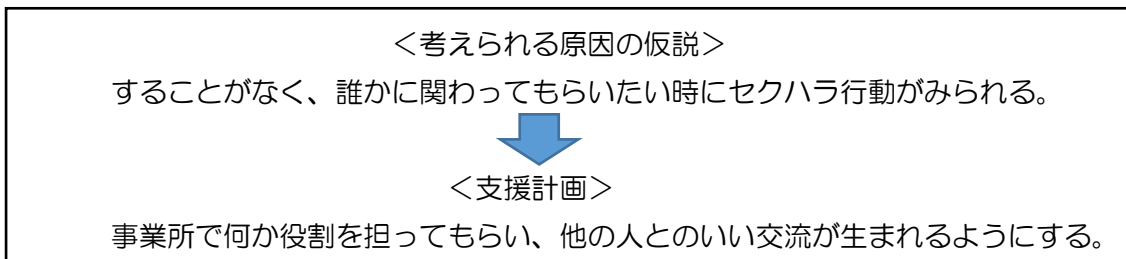 ＜考えられる原因の仮説＞
することがなく、誰かに関わってもらいたい時にセクハラ行動がみられる。
＜支援計画＞
事業所で何か役割を担ってもらい、他の人とのいい交流が生まれるようにする。